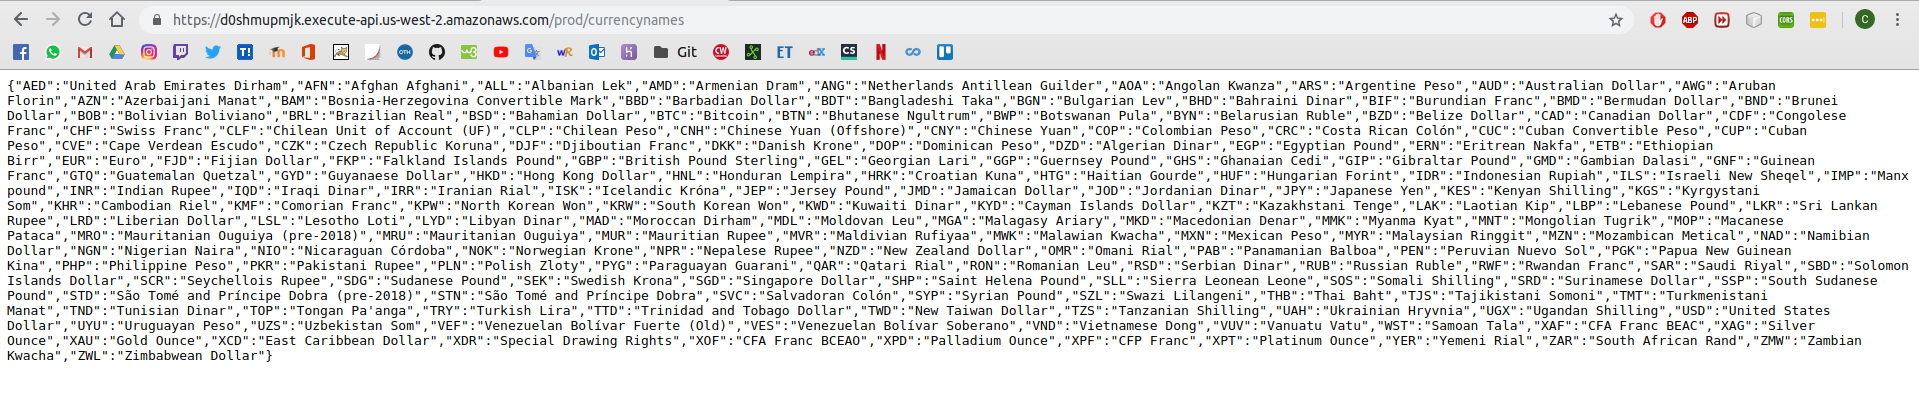 https://d0shmupmjk.execute-api.us-west-2.amazonaws.com/prod/currencynames
ABP
CORS
C
T!
OTH
w3
wR
Git
CW
ET
edX
CS
{"AED":"United Arab Emirates Dirham","AFN":"Afghan Afghani","ALL":"Albanian Lek","AMD":"Armenian Dram","ANG":"Netherlands Antillean Guilder","AOA":"Angolan Kwanza","ARS":"Argentine Peso","AUD":"Australian Dollar","AWG":"Aruban
Florin","AZN":"Azerbaijani Manat","BAM":"Bosnia-Herzegovina Convertible Mark","BBD":"Barbadian Dollar","BDT":"Bangladeshi Taka","BGN":"Bulgarian Lev","BHD":"Bahraini Dinar","BIF":"Burundian Franc","BMD":"Bermudan Dollar","BND":"Brunei
Dollar","BOB":"Bolivian Boliviano","BRL":"Brazilian Real","BSD":"Bahamian Dollar","BTC":"Bitcoin","BTN":"Bhutanese Ngultrum","BWP":"Botswanan Pula","BYN":"Belarusian Ruble","BZD":"Belize Dollar","CAD":"Canadian Dollar","CDF":"Congolese
Franc","CHF":"Swiss Franc","CLF":"Chilean Unit of Account (UF)","CLP":"Chilean Peso","CNH":"Chinese Yuan (Offshore)","CNY":"Chinese Yuan","COP":"Colombian Peso","CRC":"Costa Rican Colón","CUC":"Cuban Convertible Peso","CUP":"Cuban
Peso","CVE":"Cape Verdean Escudo","CZK":"Czech Republic Koruna","DJF":"Djiboutian Franc","DKK":"Danish Krone","DOP":"Dominican Peso","DZD":"Algerian Dinar","EGP":"Egyptian Pound","ERN":"Eritrean Nakfa","ETB":"Ethiopian
Birr","EUR":"Euro","FJD":"Fijian Dollar","FKP":"Falkland Islands Pound","GBP":"British Pound Sterling","GEL":"Georgian Lari","GGP":"Guernsey Pound","GHS":"Ghanaian Cedi","GIP":"Gibraltar Pound","GMD":"Gambian Dalasi","GNF":"Guinean
Franc","GTQ":"Guatemalan Quetzal","GYD":"Guyanaese Dollar","HKD":"Hong Kong Dollar","HNL":"Honduran Lempira","HRK":"Croatian Kuna","HTG":"Haitian Gourde","HUF":"Hungarian Forint","IDR":"Indonesian Rupiah","ILS":"Israeli New Sheqel","IMP":"Manx
pound","INR":"Indian Rupee","IQD":"Iraqi Dinar","IRR":"Iranian Rial","ISK":"Icelandic Króna","JEP":"Jersey Pound","JMD":"Jamaican Dollar","JOD":"Jordanian Dinar","JPY":"Japanese Yen","KES":"Kenyan Shilling","KGS":"Kyrgystani
Som","KHR":"Cambodian Riel","KMF":"Comorian Franc","KPW":"North Korean Won","KRW":"South Korean Won","KWD":"Kuwaiti Dinar","KYD":"Cayman Islands Dollar","KZT":"Kazakhstani Tenge","LAK":"Laotian Kip","LBP":"Lebanese Pound","LKR":"Sri Lankan
Rupee","LRD":"Liberian Dollar","LSL":"Lesotho Loti","LYD":"Libyan Dinar","MAD":"Moroccan Dirham","MDL":"Moldovan Leu","MGA":"Malagasy Ariary","MKD":"Macedonian Denar","MMK":"Myanma Kyat","MNT":"Mongolian Tugrik","MOP":"Macanese
Pataca","MRO":"Mauritanian Ouguiya (pre-2018)","MRU":"Mauritanian Ouguiya","MUR":"Mauritian Rupee","MVR":"Maldivian Rufiyaa","MWK":"Malawian Kwacha","MXN":"Mexican Peso","MYR":"Malaysian Ringgit","MZN":"Mozambican Metical","NAD":"Namibian
Dollar","NGN":"Nigerian Naira","NIO":"Nicaraguan Córdoba","NOK":"Norwegian Krone","NPR":"Nepalese Rupee","NZD":"New Zealand Dollar","OMR":"Omani Rial","PAB":"Panamanian Balboa","PEN":"Peruvian Nuevo Sol","PGK":"Papua New Guinean
Kina","PHP":"Philippine Peso","PKR":"Pakistani Rupee","PLN":"Polish Zloty","PYG":"Paraguayan Guarani","QAR":"Qatari Rial","RON":"Romanian Leu","RSD":"Serbian Dinar","RUB":"Russian Ruble","RWF":"Rwandan Franc","SAR":"Saudi Riyal","SBD":"Solomon
Islands Dollar","SCR":"Seychellois Rupee","SDG":"Sudanese Pound","SEK":"Swedish Krona","SGD":"Singapore Dollar","SHP":"Saint Helena Pound","SLL":"Sierra Leonean Leone","SOS":"Somali Shilling","SRD":"Surinamese Dollar","SSP":"South Sudanese
Pound","STD":"São Tomé and Príncipe Dobra (pre-2018)","STN":"São Tomé and Príncipe Dobra","SVC":"Salvadoran Colón","SYP":"Syrian Pound","SZL":"Swazi Lilangeni","THB":"Thai Baht","TJS":"Tajikistani Somoni","TMT":"Turkmenistani
Manat","TND":"Tunisian Dinar","TOP":"Tongan Pa'anga","TRY":"Turkish Lira","TTD":"Trinidad and Tobago Dollar","TWD":"New Taiwan Dollar","TZS":"Tanzanian Shilling","UAH":"Ukrainian Hryvnia","UGX":"Ugandan Shilling","USD":"United States
Dollar","UYU":"Uruguayan Peso","UZS":"Uzbekistan Som","VEF":"Venezuelan Bolívar Fuerte (Old)","VES":"Venezuelan Bolívar Soberano","VND":"Vietnamese Dong","VUV":"Vanuatu Vatu","WST":"Samoan Tala","XAF":"CFA Franc BEAC","XAG":"Silver
Ounce","XAU":"Gold Ounce","XCD":"East Caribbean Dollar","XDR":"Special Drawing Rights","XOF":"CFA Franc BCEAO","XPD":"Palladium Ounce","XPF":"CFP Franc","XPT":"Platinum Ounce","YER":"Yemeni Rial","ZAR":"South African Rand","ZMW":"Zambian
Kwacha","ZWL":"Zimbabwean Dollar"}